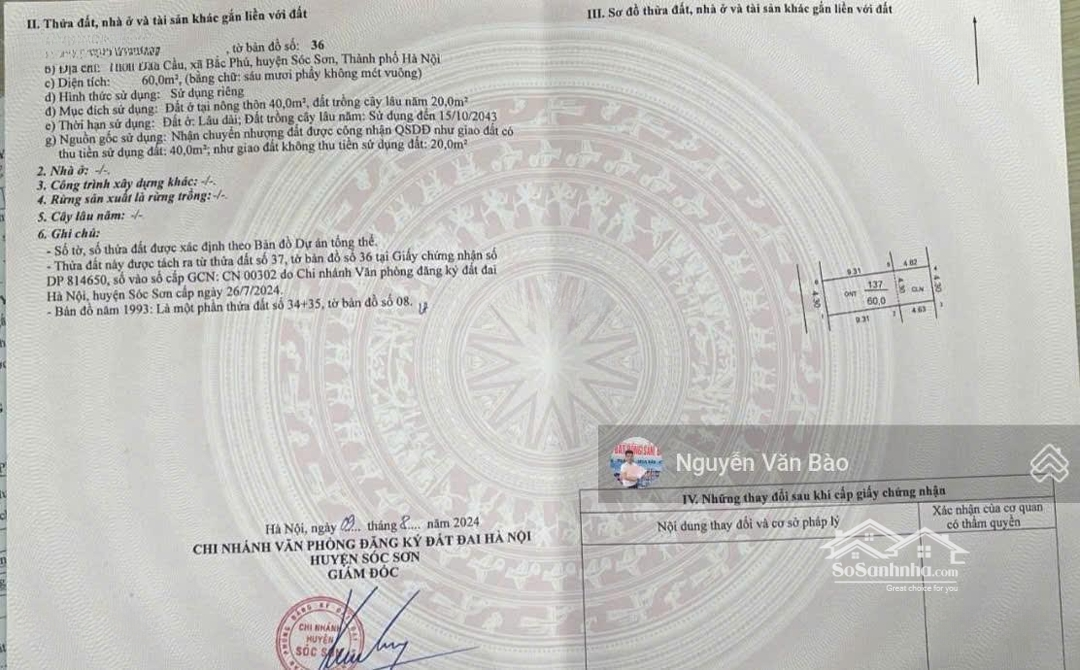 II. Thửa đất, nhà ở và tài sản khác gắn liền với đất
, tờ bản đồ số: 36
Cầu, xã Bắc Phú, huyện Sóc Sơn, Thành phố Hà Nội
c) Diện tích: 60,0m², (bằng chữ: sáu mươi phẩy không mét vuông)
d) Hình thức sử dụng: Sử dụng riêng
đ) Mục đích sử dụng: Đất ở tại nông thôn 40,0m², đất trồng cây lâu năm 20,0m²
e) Thời hạn sử dụng: Đất ở: Lâu dài; Đất trồng cây lâu năm: Sử dụng đến 15/10/2043
g) Nguồn gốc sử dụng: Nhận chuyển nhượng đất được công nhận QSDĐ như giao đất có
thu tiền sử dụng đất: 40,0m²; như giao đất không thu tiền sử dụng đất: 20,0m²
2. Nhà ở: -/-.
3. Công trình xây dựng khác: -/-.
4. Rừng sản xuất là rừng trồng:-/-.
5. Cây lâu năm: -/-
6. Ghi chú:
- Số tờ, số thửa đất được xác định theo Bản đồ Dự án tổng thể.
- Thửa đất này được tách ra từ thửa đất số 37, tờ bản đồ số 36 tại Giấy chứng nhận số
DP 814650, số vào sổ cấp GCN: CN 00302 do Chi nhánh Văn phòng đăng ký đất đai
Hà Nội, huyện Sóc Sơn cấp ngày 26/7/2024.
- Bản đồ năm 1993: Là một phần thửa đất số 34+35, tờ bản đồ số 08.
Hà Nội, ngày 09 tháng 8 năm 2024
CHI NHÁNH VĂN PHÒNG ĐĂNG KÝ ĐẤT ĐAI HÀ NỘI
HUYỆN SÓC SƠN
GIÁM ĐỐC
CHI NHÁNH
HUYỆN
SÓC SƠN
III. Sơ đồ thửa đất, nhà ở và tài sản khác gắn liền với đất
9.31
4.82
4.30
ONT
137
60,0
4.30
CLN
4.30
9.31
4.63
Nguyễn Văn Bào
IV. Những thay đổi sau khi cấp giấy chứng nhận
Nội dung thay đổi và cơ sở pháp lý
Xác nhận của cơ quan
có thẩm quyền
SoSanhnha.com
Great choice for you